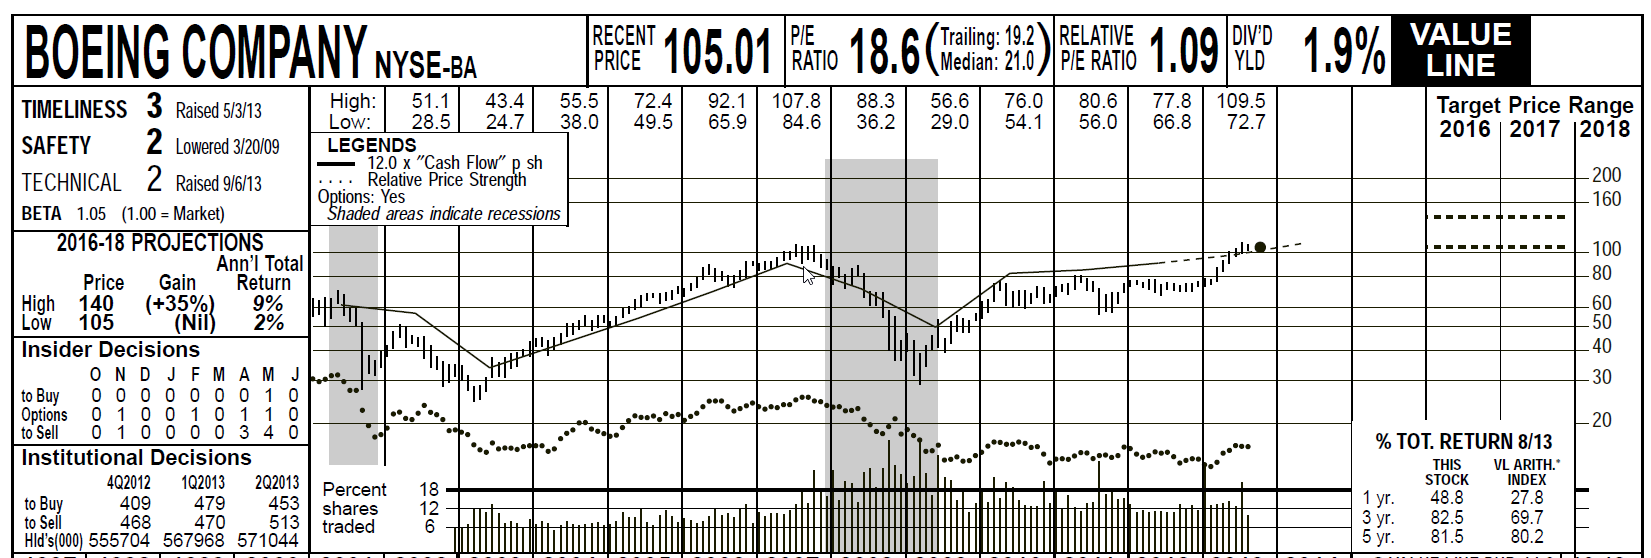 BOEING COMPANY NYSE-BA
RECENT PRICE 105.01
P/E RATIO 18.6 (Trailing: 19.2 Median: 21.0)
RELATIVE P/E RATIO 1.09
DIV'D YLD 1.9%
VALUE LINE
TIMELINESS 3 Raised 5/3/13
SAFETY 2 Lowered 3/20/09
TECHNICAL 2 Raised 9/6/13
BETA 1.05 (1.00 = Market)
High: 51.1 43.4 55.5 72.4 92.1 107.8 88.3 56.6 76.0 80.6 77.8 109.5
Low: 28.5 24.7 38.0 49.5 65.9 84.6 36.2 29.0 54.1 56.0 66.8 72.7
Target Price Range
2016 2017 2018
LEGENDS
12.0 x "Cash Flow" p sh
.... Relative Price Strength
Options: Yes
Shaded areas indicate recessions
200
160
100
80
60
50
40
30
20
2016-18 PROJECTIONS
Ann'l Total
Price Gain Return
High 140 (+35%) 9%
Low 105 (Nil) 2%
Insider Decisions
O N D J F M A M J
to Buy 0 0 0 0 0 0 0 1 0
Options 0 1 0 0 1 0 1 1 0
to Sell 0 1 0 0 0 0 3 4 0
Institutional Decisions
4Q2012 1Q2013 2Q2013
to Buy 409 479 453
to Sell 468 470 513
Hld's(000) 555704 567968 571044
Percent 18
shares 12
traded 6
% TOT. RETURN 8/13
THIS VL ARITH.*
STOCK INDEX
1 yr. 48.8 27.8
3 yr. 82.5 69.7
5 yr. 81.5 80.2